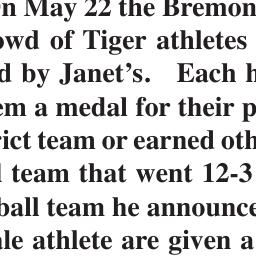 n May 22 the Bremon
owd of Tiger athletes
d by Janet's. Each h
em a medal for their p
rict team or earned oth
l team that went 12-3
ball team he announce
ale athlete are given a